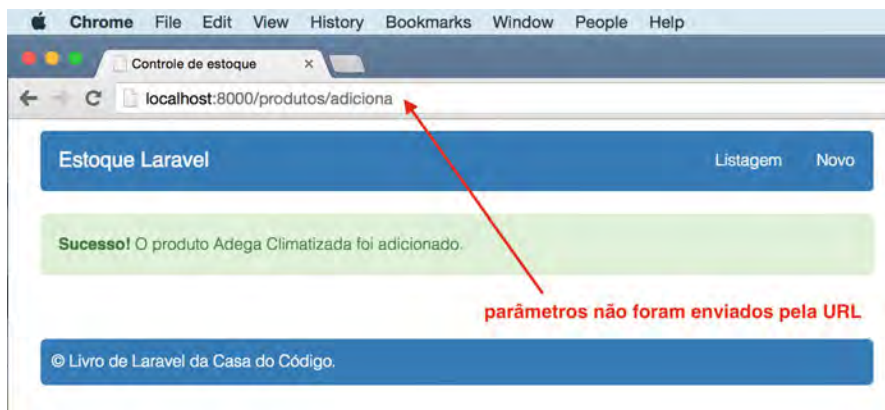 Chrome File Edit View History Bookmarks Window People Help
Controle de estoque ×
localhost:8000/produtos/adiciona
Estoque Laravel Listagem Novo
Sucesso! O produto Adega Climatizada foi adicionado.
parâmetros não foram enviados pela URL
© Livro de Laravel da Casa do Código.